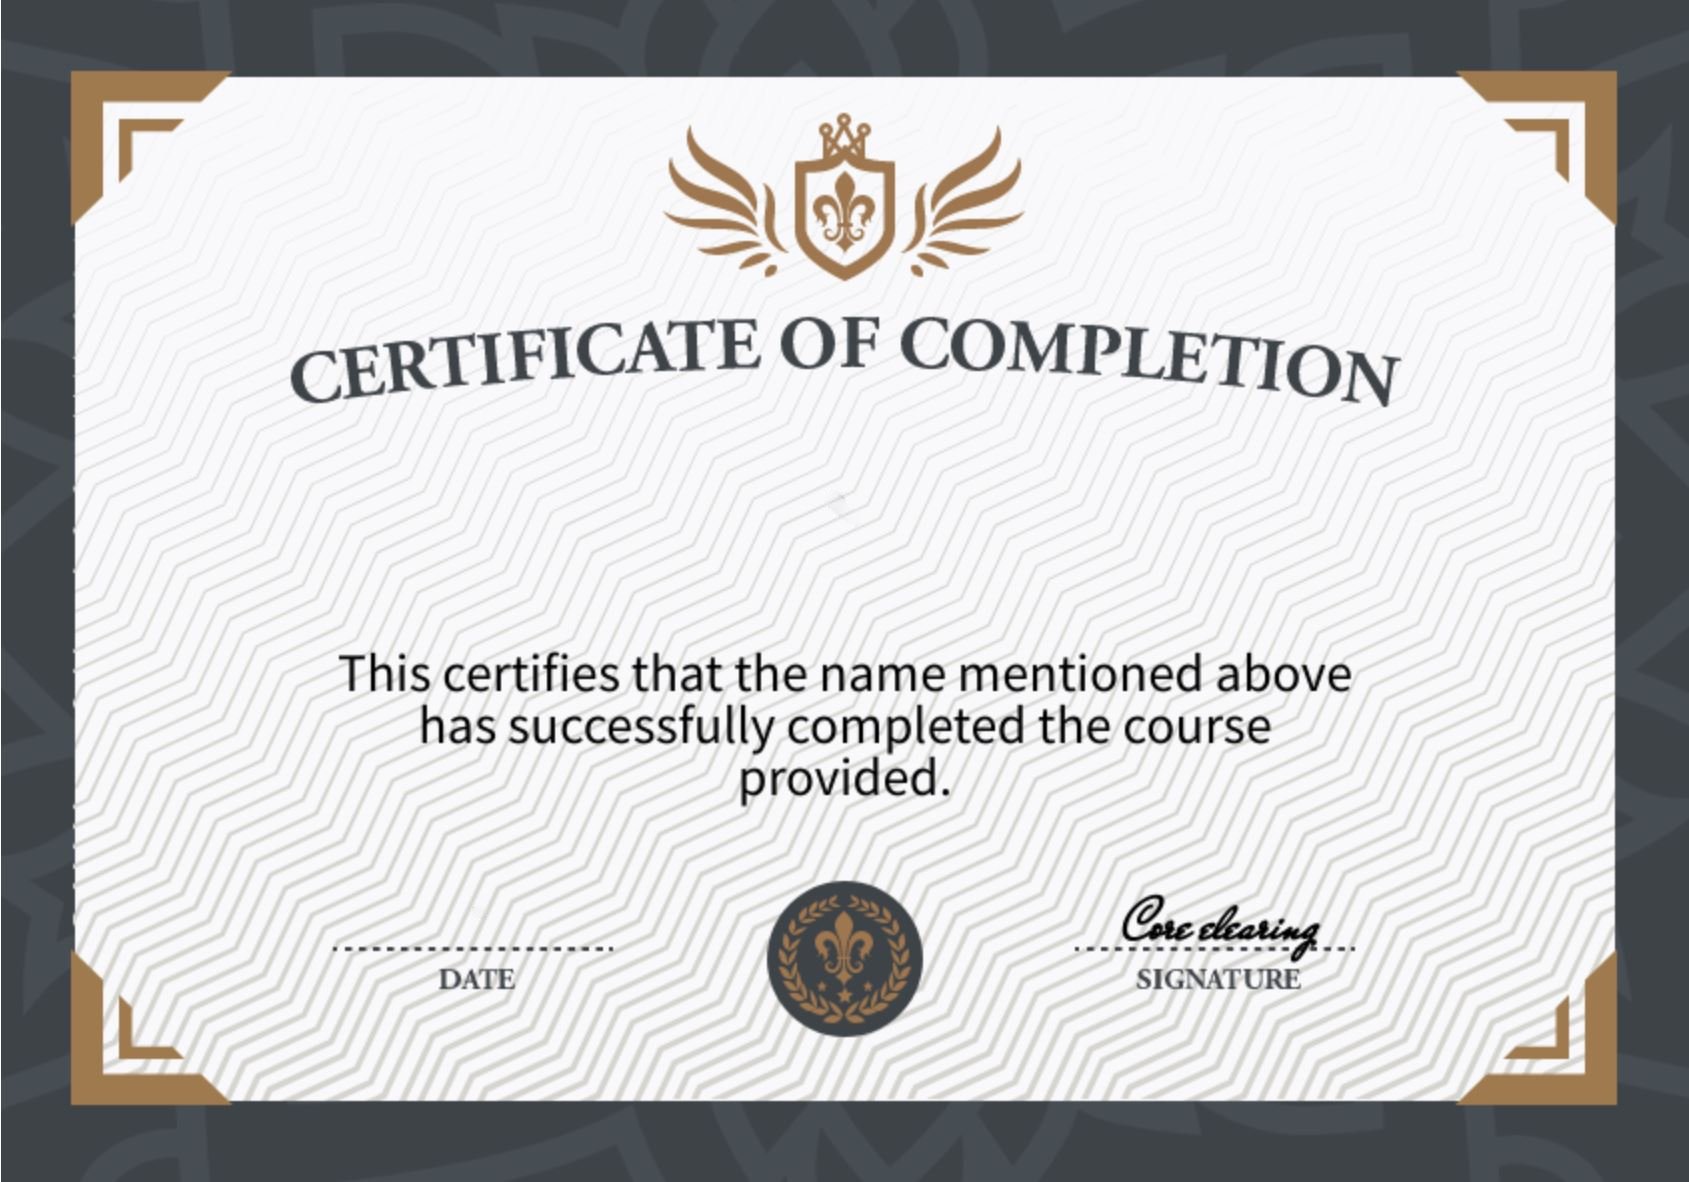 CERTIFICATE OF COMPLETION
This certifies that the name mentioned above
has successfully completed the course
provided.
Core clearing
DATE
SIGNATURE